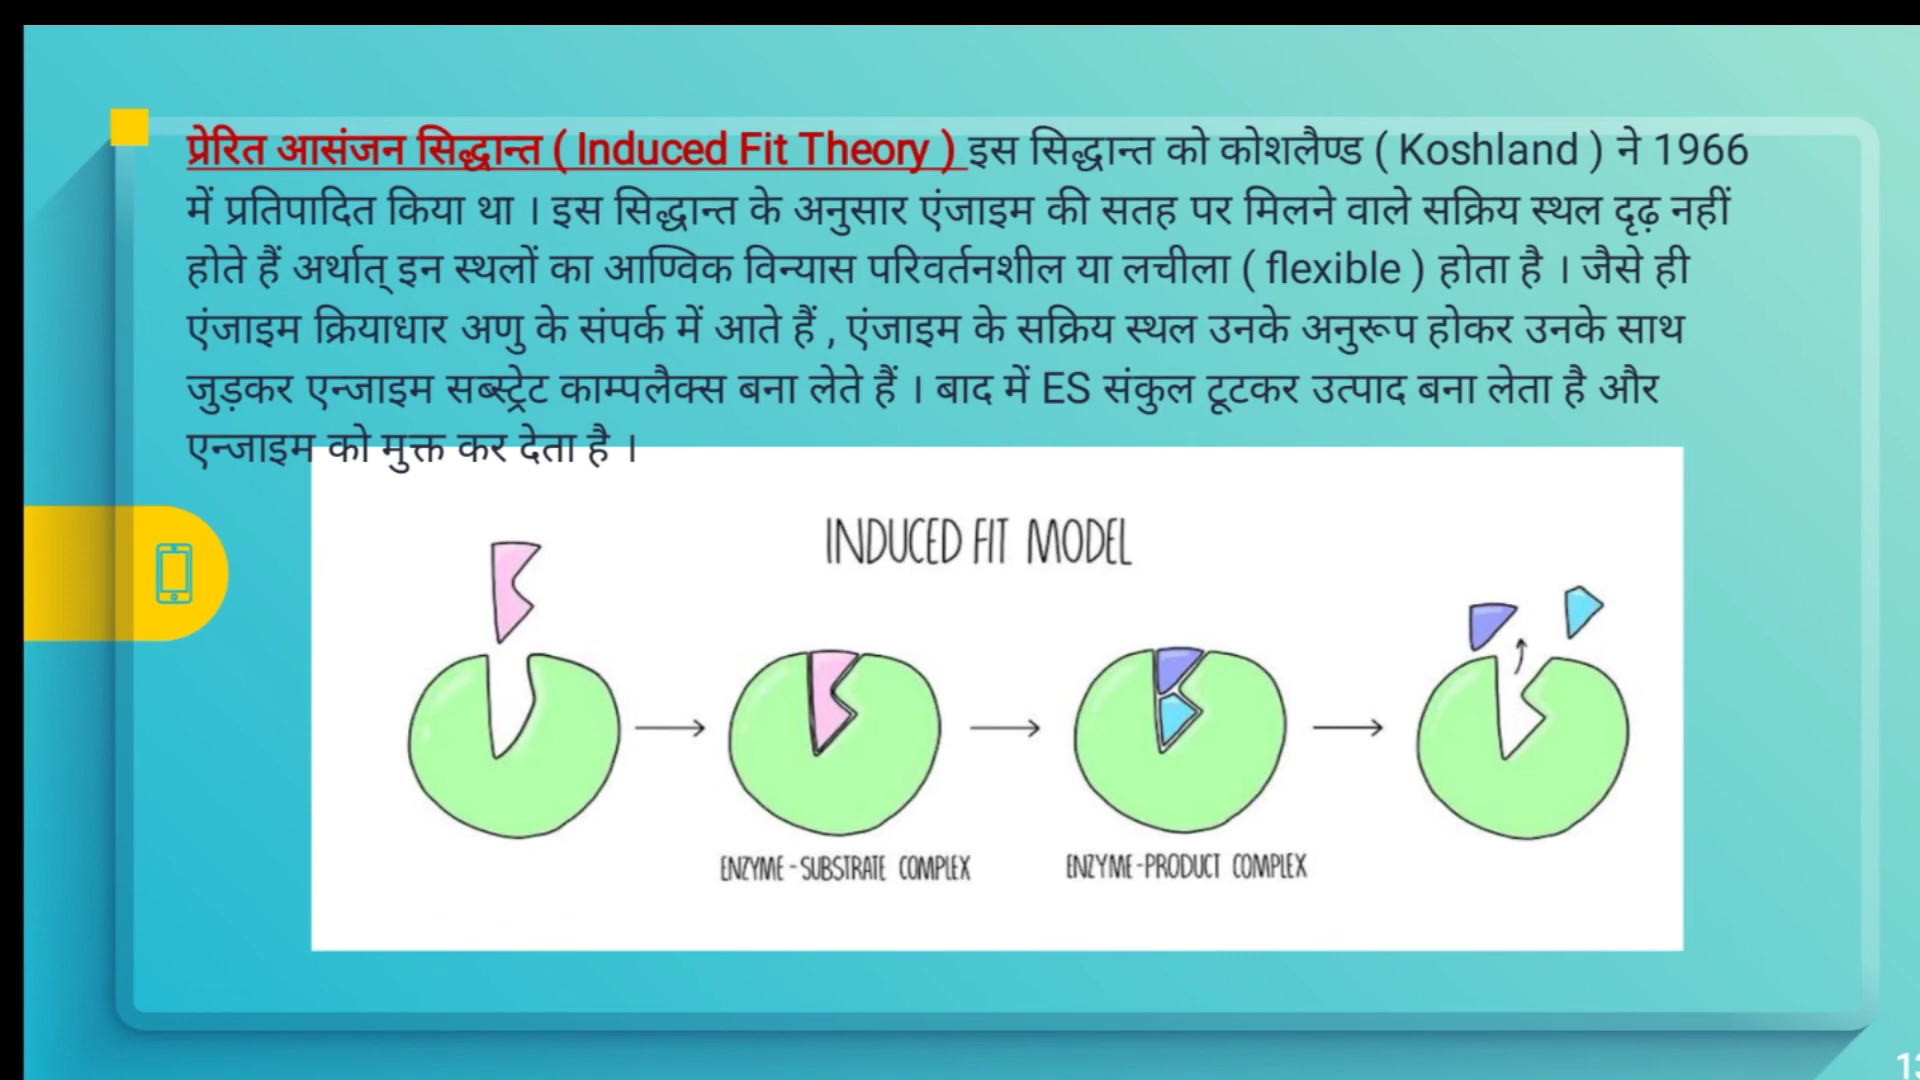 प्रेरित आसंजन सिद्धान्त ( Induced Fit Theory ) इस सिद्धान्त को कोशलैण्ड ( Koshland ) ने 1966
में प्रतिपादित किया था । इस सिद्धान्त के अनुसार एंजाइम की सतह पर मिलने वाले सक्रिय स्थल दृढ़ नहीं
होते हैं अर्थात् इन स्थलों का आण्विक विन्यास परिवर्तनशील या लचीला ( flexible ) होता है । जैसे ही
एंजाइम क्रियाधार अणु के संपर्क में आते हैं , एंजाइम के सक्रिय स्थल उनके अनुरूप होकर उनके साथ
जुड़कर एन्जाइम सब्स्ट्रेट काम्पलैक्स बना लेते हैं । बाद में ES संकुल टूटकर उत्पाद बना लेता है और
एन्जाइम को मुक्त कर देता है ।
INDUCED FIT MODEL
ENZYME-SUBSTRATE COMPLEX
ENZYME-PRODUCT COMPLEX